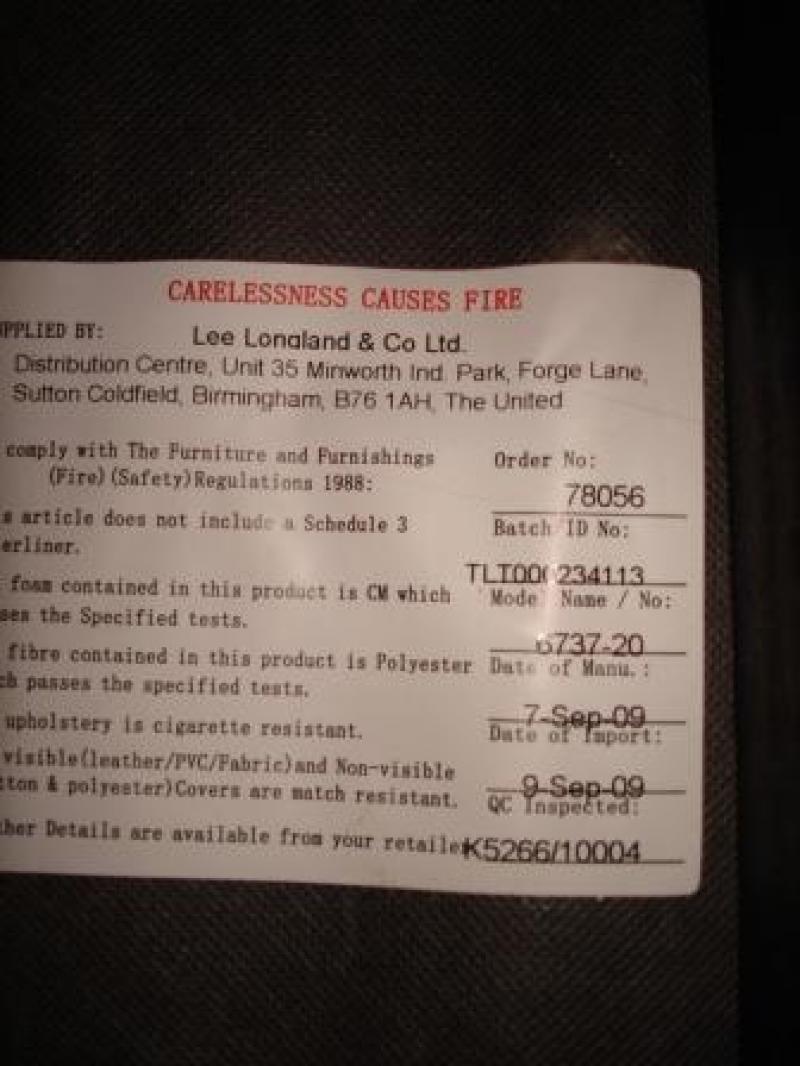 CARELESSNESS CAUSES FIRE
UPPLIED BY: Lee Longland & Co Ltd.
Distribution Centre, Unit 35 Minworth Ind. Park, Forge Lane,
Sutton Coldfield, Birmingham, B76 1AH, The United
comply with The Furniture and Furnishings
(Fire)(Safety)Regulations 1988:
Order No:
78056
s article does not include a Schedule 3
erliner.
Batch ID No:
TLT000234113
foam contained in this product is CM which
ses the Specified tests.
Model Name / No:
6737-20
fibre contained in this product is Polyester
ch passes the specified tests.
Date of Manu.:
7-Sep-09
upholstery is cigarette resistant.
Date of Import:
9-Sep-09
visible(leather/PVC/Fabric)and Non-visible
tton & polyester)Covers are match resistant.
QC Inspected:
K5266/10004
her Details are available from your retailer